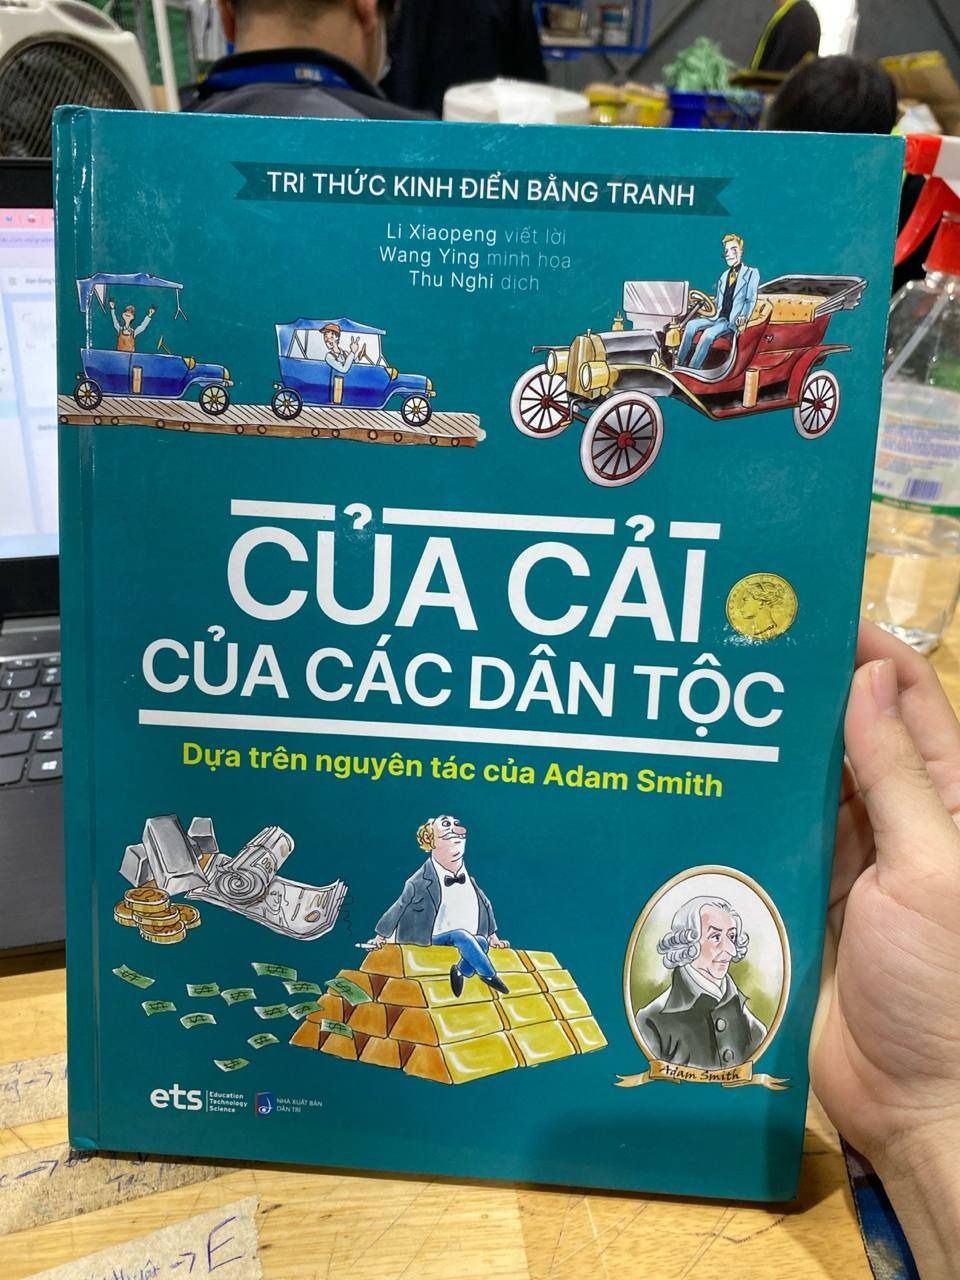 TRI THỨC KINH ĐIỂN BẰNG TRANH
Li Xiaopeng viết lời
Wang Ying minh họa
Thu Nghi dịch
CỦA CẢI
CỦA CÁC DÂN TỘC
Dựa trên nguyên tác của Adam Smith
Adam Smith
ets
Education
Technology
Science
NHÀ XUẤT BẢN
DÂN TRÍ
E